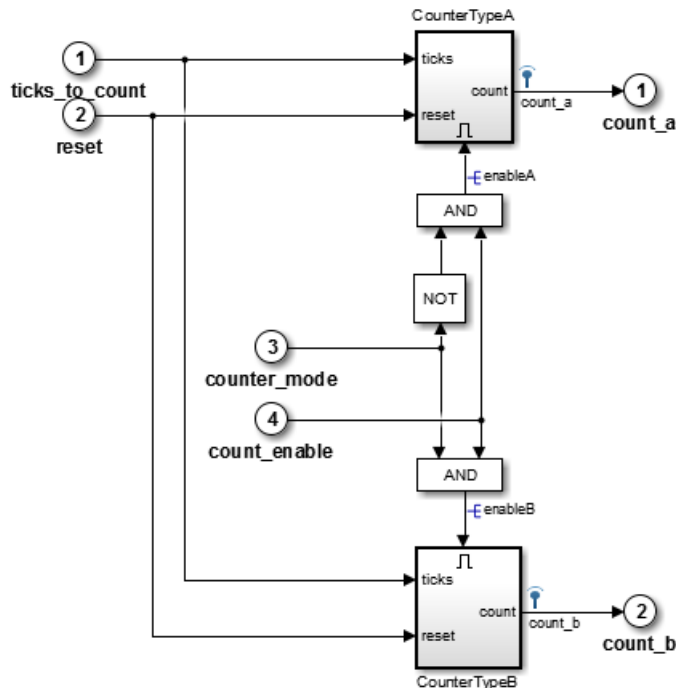 CounterTypeA
1
ticks_to_count
ticks
count
count_a
1
count_a
2
reset
reset
enableA
AND
NOT
3
counter_mode
4
count_enable
AND
enableB
ticks
count
count_b
2
count_b
reset
CounterTypeB